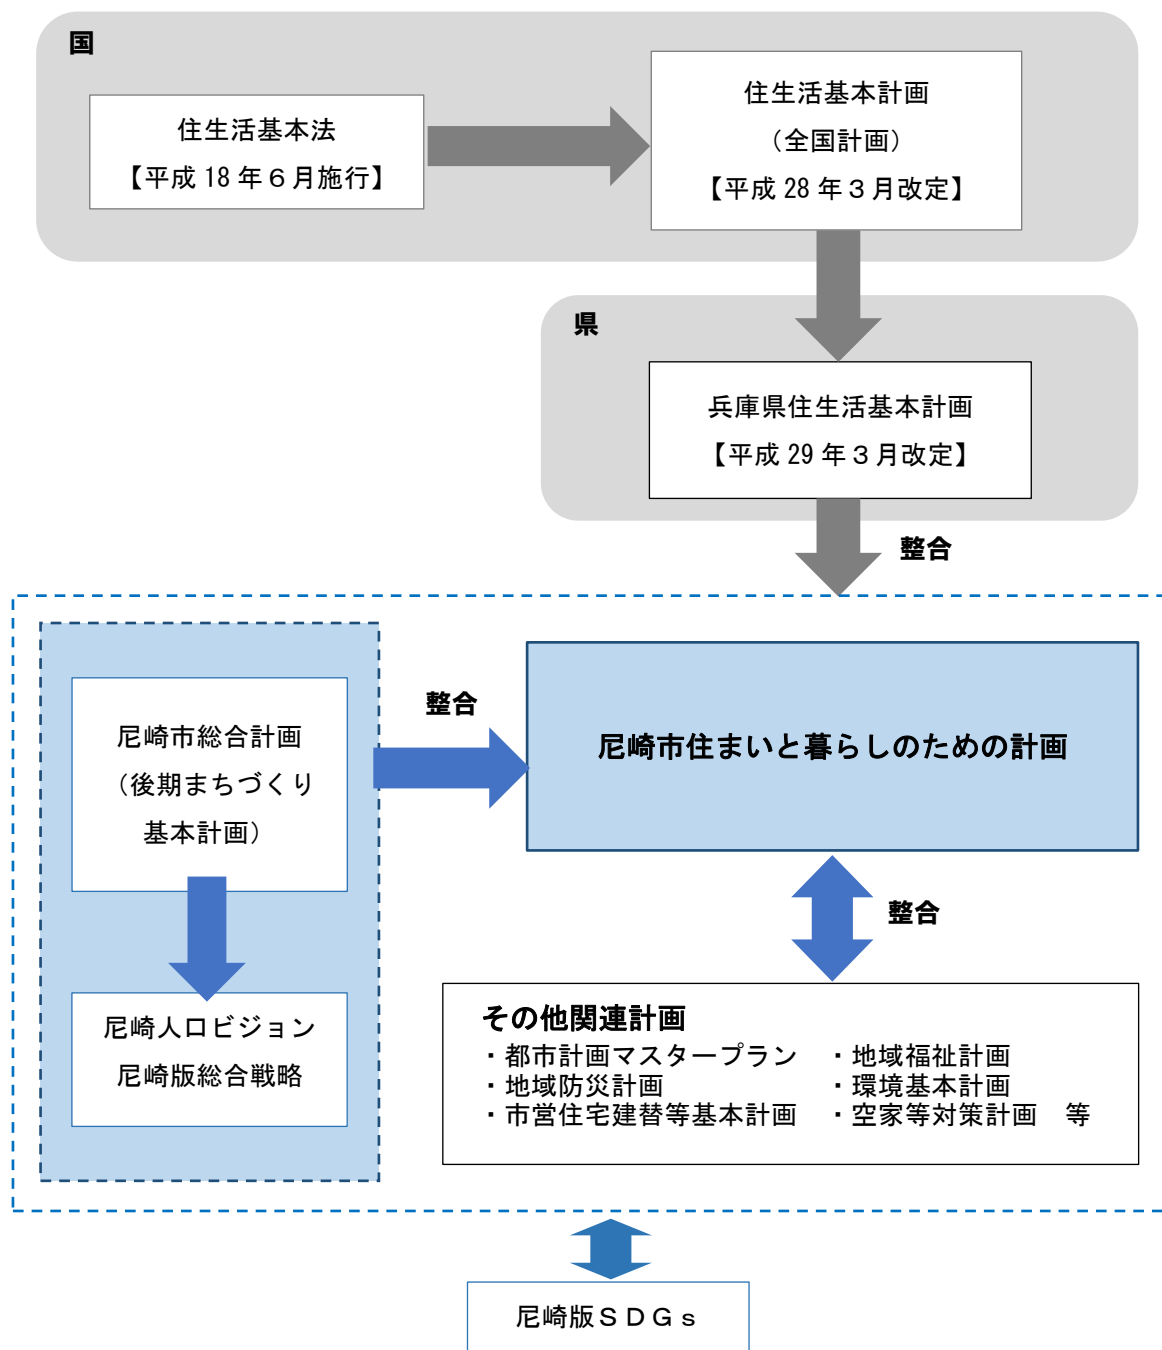 国
住生活基本法
【平成 18 年６月施行】
住生活基本計画
（全国計画）
【平成 28 年３月改定】
県
兵庫県住生活基本計画
【平成 29 年３月改定】
整合
尼崎市総合計画
（後期まちづくり
基本計画）
整合
尼崎市住まいと暮らしのための計画
整合
尼崎人口ビジョン
尼崎版総合戦略
その他関連計画
・都市計画マスタープラン　・地域福祉計画
・地域防災計画　・環境基本計画
・市営住宅建替等基本計画　・空家等対策計画　等
尼崎版ＳＤＧｓ